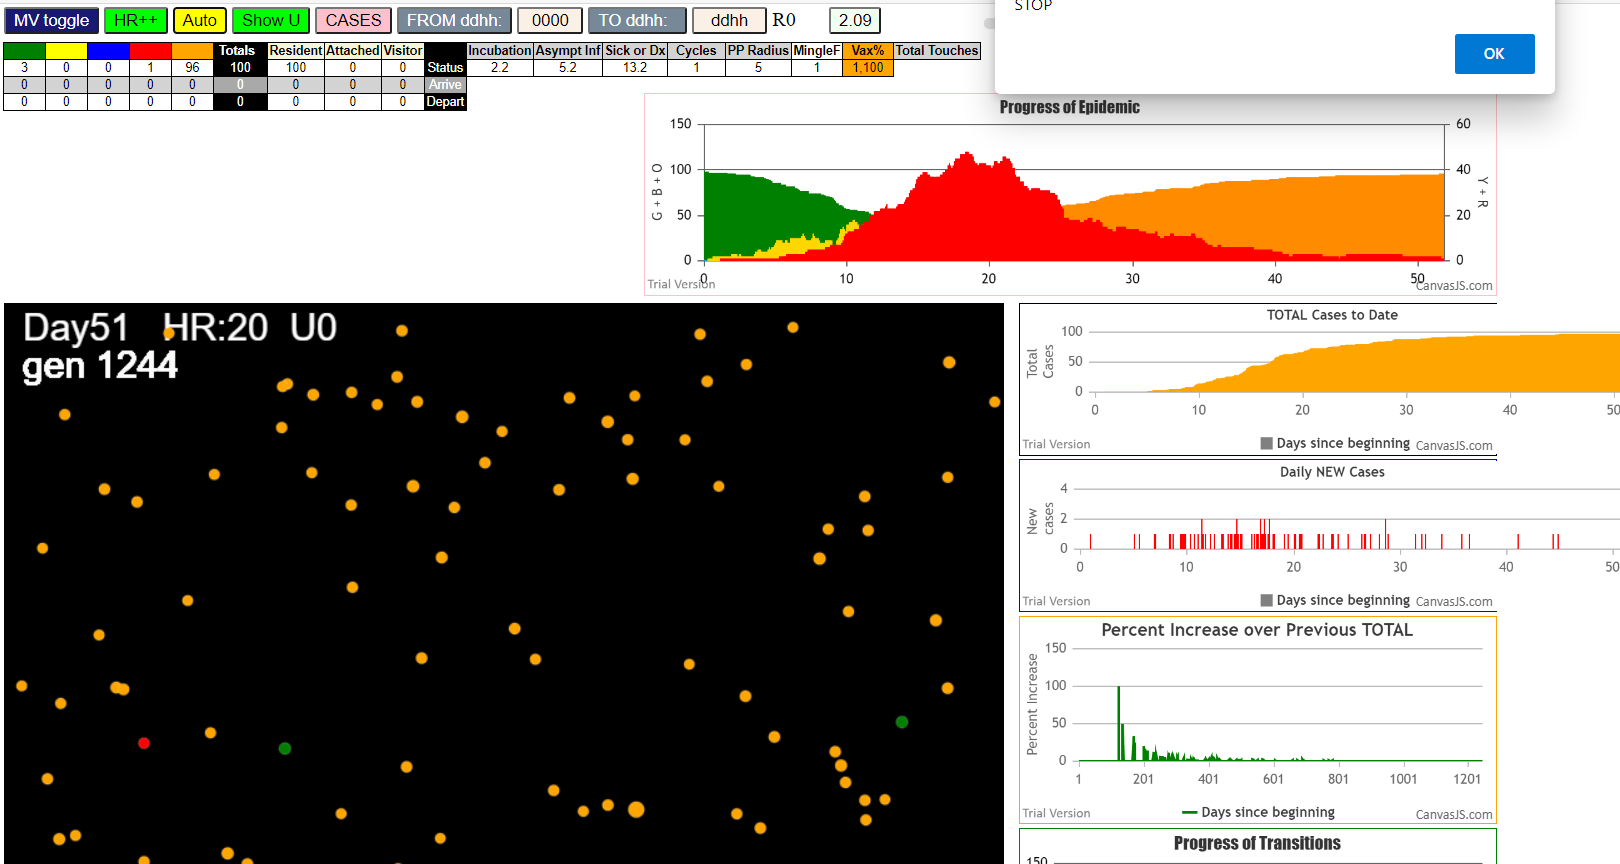 MV toggle HR++ Auto Show U CASES FROM ddhh: 0000 TO ddhh: ddhh R0 2.09
STOP
OK
Totals Resident Attached Visitor Incubation Asympt Inf Sick or Dx Cycles PP Radius MingleF Vax% Total Touches
3 0 0 1 96 100 100 0 0 Status 2.2 5.2 13.2 1 5 1 1,100
0 0 0 0 0 0 0 0 0 Arrive
0 0 0 0 0 0 0 0 0 Depart
Progress of Epidemic
150 60
100 40
50 20
0 0
G + B + O
Y + R
0 10 20 30 40 50
Trial Version CanvasJS.com
Day51 HR:20 U0
gen 1244
TOTAL Cases to Date
Total
Cases
100
50
0
0 10 20 30 40 50
Days since beginning
Trial Version CanvasJS.com
Daily NEW Cases
New
cases
4
2
0
0 10 20 30 40 50
Days since beginning
Trial Version CanvasJS.com
Percent Increase over Previous TOTAL
Percent Increase
150
100
50
0
1 201 401 601 801 1001 1201
Days since beginning
Trial Version CanvasJS.com
Progress of Transitions
150